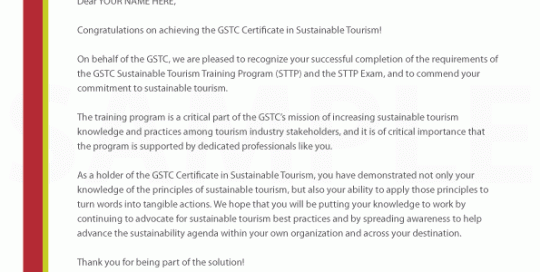 Dear YOUR NAME HERE,
Congratulations on achieving the GSTC Certificate in Sustainable Tourism!
On behalf of the GSTC, we are pleased to recognize your successful completion of the requirements of
the GSTC Sustainable Tourism Training Program (STTP) and the STTP Exam, and to commend your
commitment to sustainable tourism.
The training program is a critical part of the GSTC's mission of increasing sustainable tourism
knowledge and practices among tourism industry stakeholders, and it is of critical importance that
the program is supported by dedicated professionals like you.
SAMPLE
As a holder of the GSTC Certificate in Sustainable Tourism, you have demonstrated not only your
knowledge of the principles of sustainable tourism, but also your ability to apply those principles to
turn words into tangible actions. We hope that you will be putting your knowledge to work by
continuing to advocate for sustainable tourism best practices and by spreading awareness to help
advance the sustainability agenda within your own organization and across your destination.
Thank you for being part of the solution!